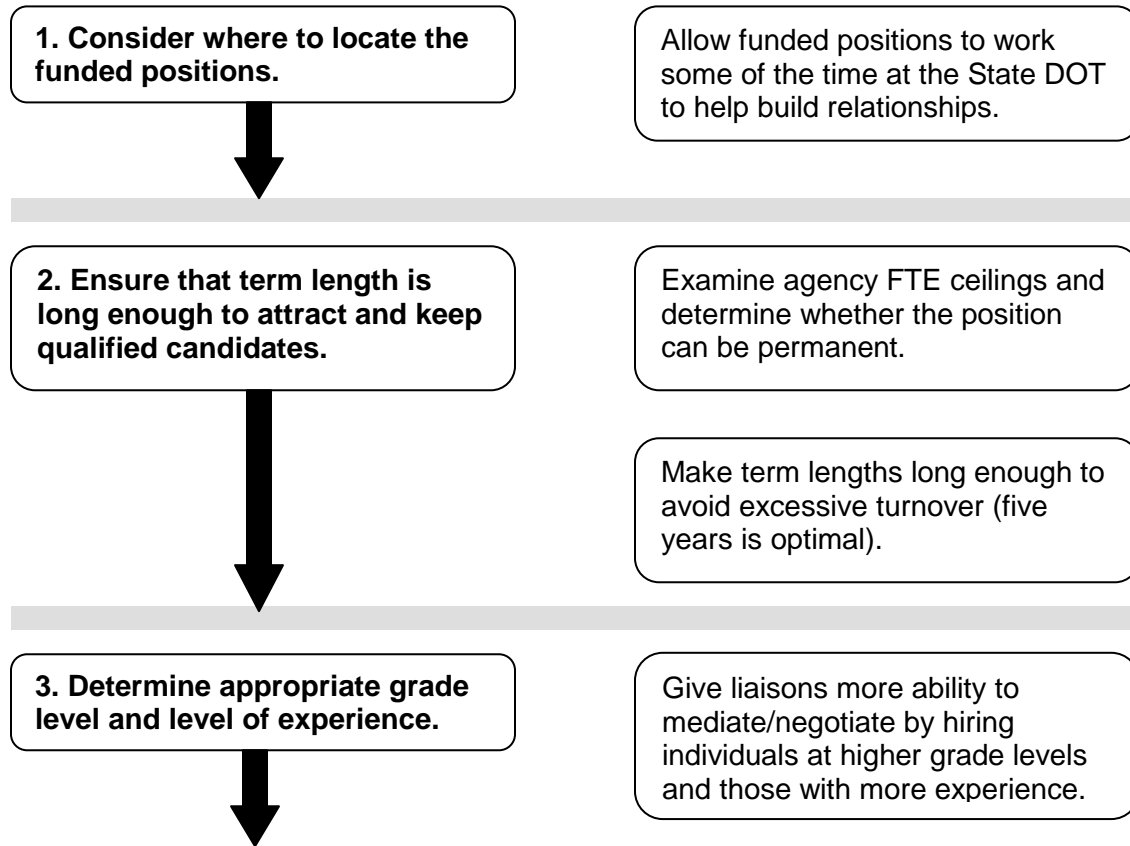 1. Consider where to locate the
funded positions.
Allow funded positions to work
some of the time at the State DOT
to help build relationships.
2. Ensure that term length is
long enough to attract and keep
qualified candidates.
Examine agency FTE ceilings and
determine whether the position
can be permanent.
Make term lengths long enough to
avoid excessive turnover (five
years is optimal).
3. Determine appropriate grade
level and level of experience.
Give liaisons more ability to
mediate/negotiate by hiring
individuals at higher grade levels
and those with more experience.